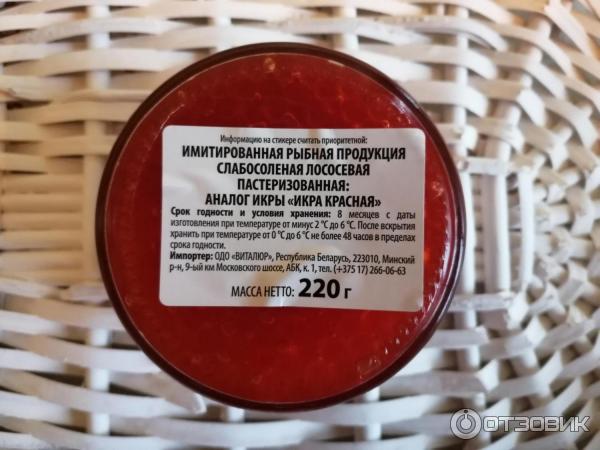 Информацию на стикере считать приоритетной:
ИМИТИРОВАННАЯ РЫБНАЯ ПРОДУКЦИЯ
СЛАБОСОЛЕНАЯ ЛОСОСЕВАЯ
ПАСТЕРИЗОВАННАЯ:
АНАЛОГ ИКРЫ «ИКРА КРАСНАЯ»
Срок годности и условия хранения: 8 месяцев с даты
изготовления при температуре от минус 2 °С до 6 °С. После вскрытия
хранить при температуре от 0 °С до 6 °С не более 48 часов в пределах
срока годности.
Импортер: ОДО «ВИТАЛЮР», Республика Беларусь, 223010, Минский
р-н, 9-ый км Московского шоссе, АБК, к. 1, тел. (+375 17) 266-06-63
МАССА НЕТТО: 220 г
ОТЗОВИК